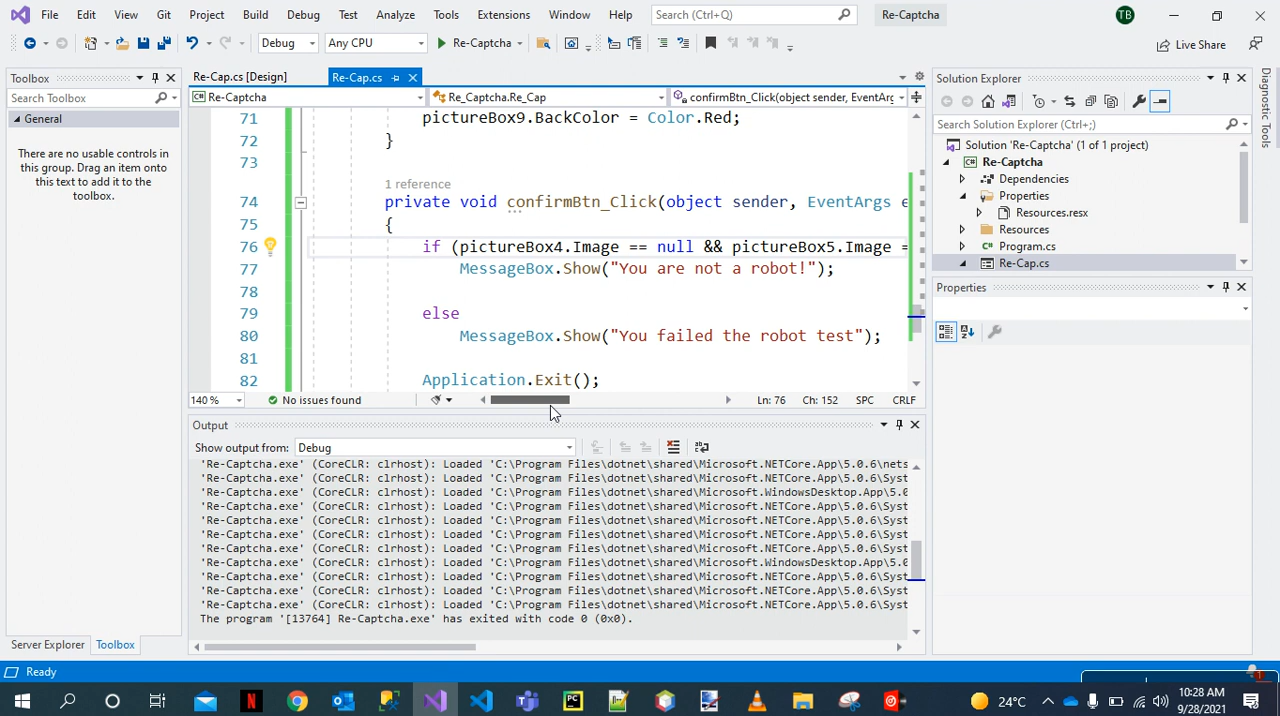 File Edit View Git Project Build Debug Test Analyze Tools Extensions Window Help Search (Ctrl+Q) Re-Captcha TB
Debug Any CPU Re-Captcha Live Share
Toolbox
Search Toolbox
General
There are no usable controls in
this group. Drag an item onto
this text to add it to the
toolbox.
Server Explorer Toolbox
Re-Cap.cs [Design] Re-Cap.cs
Re-Captcha Re_Captcha.Re_Cap confirmBtn_Click(object sender, EventArg
71 pictureBox9.BackColor = Color.Red;
72 }
73
1 reference
74 private void confirmBtn_Click(object sender, EventArgs e
75 {
76 if (pictureBox4.Image == null && pictureBox5.Image =
77 MessageBox.Show("You are not a robot!");
78
79 else
80 MessageBox.Show("You failed the robot test");
81
82 Application.Exit();
140 % No issues found Ln: 76 Ch: 152 SPC CRLF
Output
Show output from: Debug
'Re-Captcha.exe' (CoreCLR: clrhost): Loaded 'C:\Program Files\dotnet\shared\Microsoft.NETCore.App\5.0.6\nets
'Re-Captcha.exe' (CoreCLR: clrhost): Loaded 'C:\Program Files\dotnet\shared\Microsoft.NETCore.App\5.0.6\Syst
'Re-Captcha.exe' (CoreCLR: clrhost): Loaded 'C:\Program Files\dotnet\shared\Microsoft.WindowsDesktop.App\5.0
'Re-Captcha.exe' (CoreCLR: clrhost): Loaded 'C:\Program Files\dotnet\shared\Microsoft.NETCore.App\5.0.6\Syst
'Re-Captcha.exe' (CoreCLR: clrhost): Loaded 'C:\Program Files\dotnet\shared\Microsoft.NETCore.App\5.0.6\Syst
'Re-Captcha.exe' (CoreCLR: clrhost): Loaded 'C:\Program Files\dotnet\shared\Microsoft.NETCore.App\5.0.6\Syst
'Re-Captcha.exe' (CoreCLR: clrhost): Loaded 'C:\Program Files\dotnet\shared\Microsoft.NETCore.App\5.0.6\Syst
'Re-Captcha.exe' (CoreCLR: clrhost): Loaded 'C:\Program Files\dotnet\shared\Microsoft.WindowsDesktop.App\5.0
'Re-Captcha.exe' (CoreCLR: clrhost): Loaded 'C:\Program Files\dotnet\shared\Microsoft.NETCore.App\5.0.6\Syst
'Re-Captcha.exe' (CoreCLR: clrhost): Loaded 'C:\Program Files\dotnet\shared\Microsoft.NETCore.App\5.0.6\Syst
'Re-Captcha.exe' (CoreCLR: clrhost): Loaded 'C:\Program Files\dotnet\shared\Microsoft.NETCore.App\5.0.6\Syst
The program '[13764] Re-Captcha.exe' has exited with code 0 (0x0).
Solution Explorer
Search Solution Explorer (Ctrl+;)
Solution 'Re-Captcha' (1 of 1 project)
Re-Captcha
Dependencies
Properties
Resources.resx
Resources
Program.cs
Re-Cap.cs
Properties
Diagnostic Tools
Ready 1
24°C 10:28 AM
9/28/2021